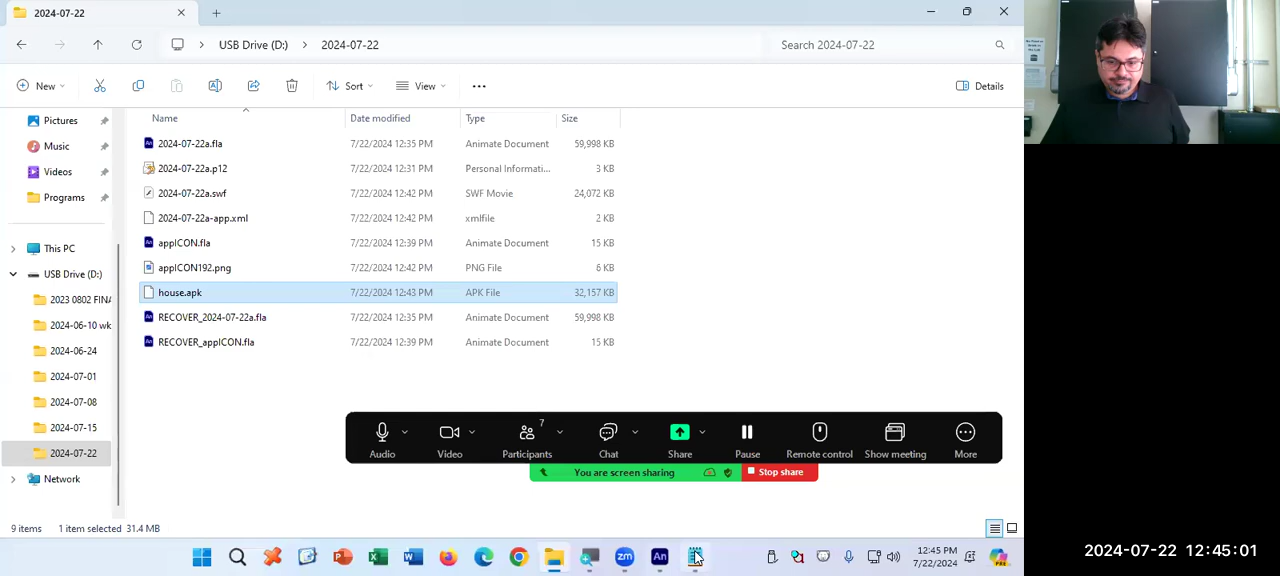 2024-07-22
USB Drive (D:) 2024-07-22 Search 2024-07-22
New Sort View Details
Name Date modified Type Size
Pictures
Music
Videos
Programs
This PC
USB Drive (D:)
2023 0802 FINA
2024-06-10 wk
2024-06-24
2024-07-01
2024-07-08
2024-07-15
2024-07-22
Network
2024-07-22a.fla 7/22/2024 12:35 PM Animate Document 59,998 KB
2024-07-22a.p12 7/22/2024 12:31 PM Personal Informati... 3 KB
2024-07-22a.swf 7/22/2024 12:42 PM SWF Movie 24,072 KB
2024-07-22a-app.xml 7/22/2024 12:42 PM xmlfile 2 KB
appICON.fla 7/22/2024 12:39 PM Animate Document 15 KB
appICON192.png 7/22/2024 12:42 PM PNG File 6 KB
house.apk 7/22/2024 12:43 PM APK File 32,157 KB
RECOVER_2024-07-22a.fla 7/22/2024 12:35 PM Animate Document 59,998 KB
RECOVER_appICON.fla 7/22/2024 12:39 PM Animate Document 15 KB
7
Audio Video Participants Chat Share Pause Remote control Show meeting More
You are screen sharing Stop share
9 items 1 item selected 31.4 MB
zm An
12:45 PM
7/22/2024
2024-07-22 12:45:01